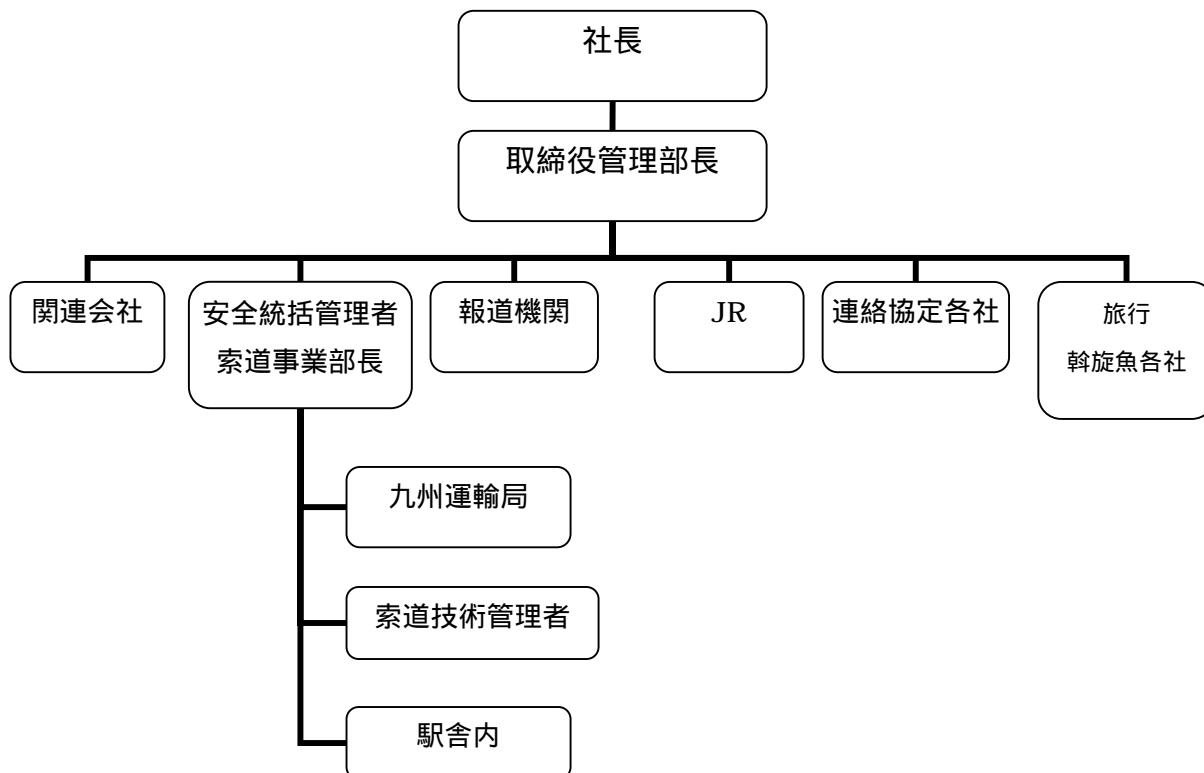 社長
取締役管理部長
関連会社
安全統括管理者
索道事業部長
報道機関
JR
連絡協定各社
旅行
斡旋魚各社
九州運輸局
索道技術管理者
駅舎内